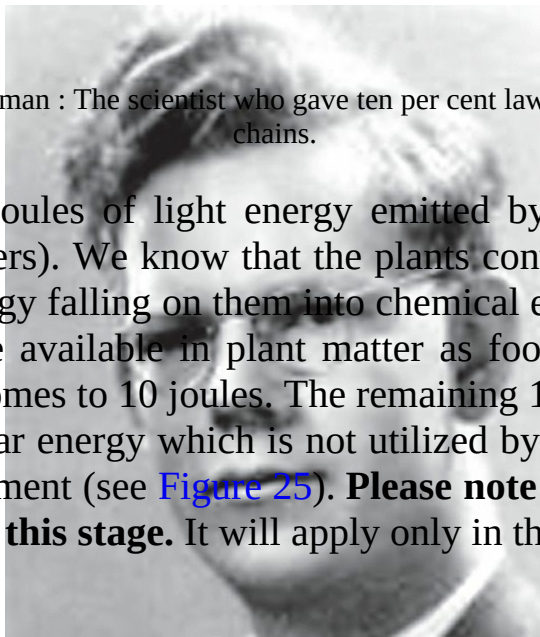 man : The scientist who gave ten per cent law
chains.
oules of light energy emitted by
ers). We know that the plants con
gy falling on them into chemical e
e available in plant matter as foo
omes to 10 joules. The remaining 1
ar energy which is not utilized by
ment (see Figure 25). Please note
this stage. It will apply only in th